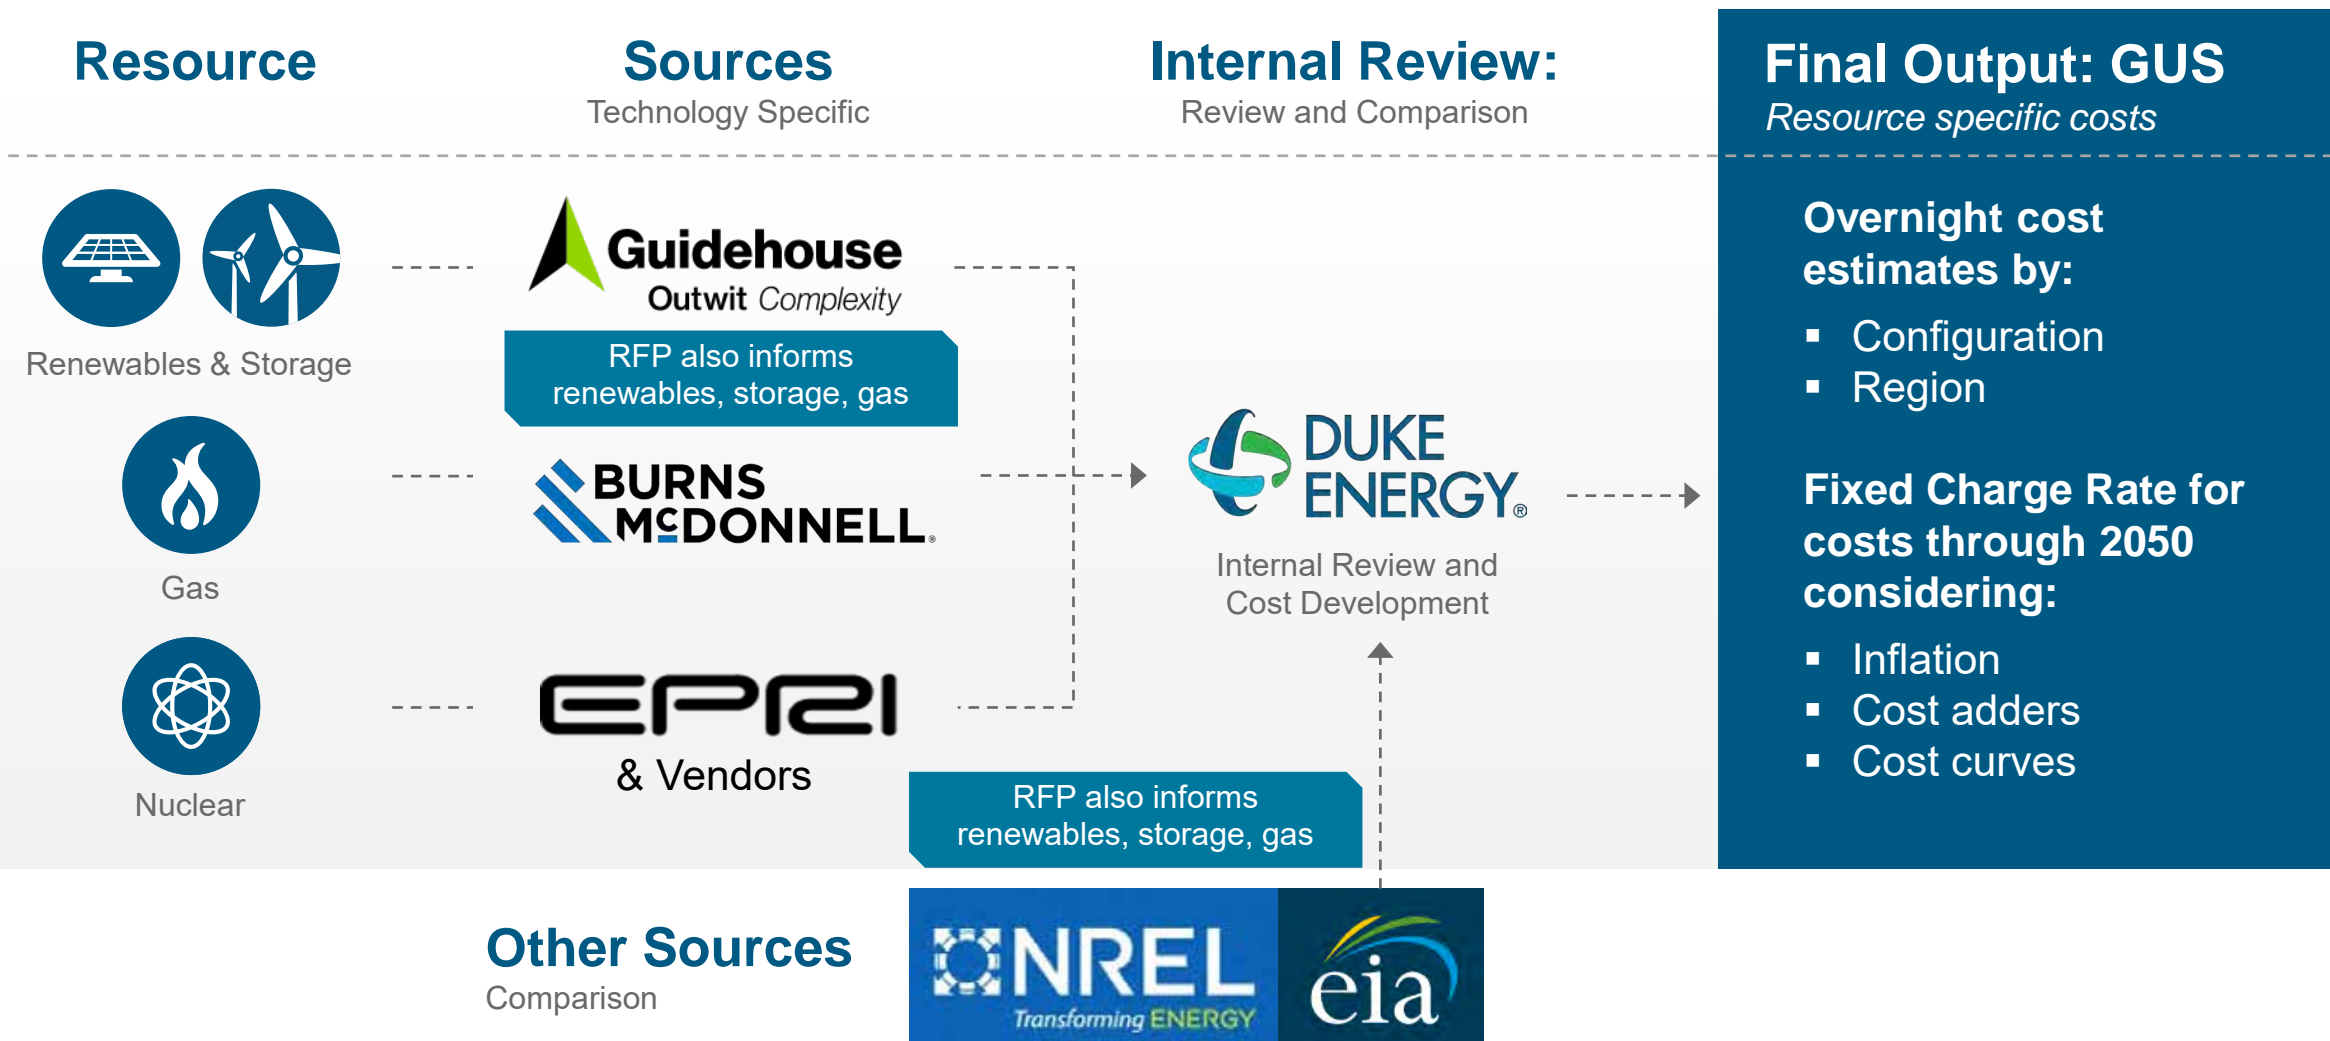 Resource
Sources
Technology Specific
Internal Review:
Review and Comparison
Final Output: GUS
Resource specific costs
Renewables & Storage
Guidehouse
Outwit Complexity
RFP also informs
renewables, storage, gas
Gas
BURNS
McDONNELL®
Nuclear
EPRI
& Vendors
DUKE
ENERGY®
Internal Review and
Cost Development
RFP also informs
renewables, storage, gas
Overnight cost
estimates by:
▪ Configuration
▪ Region
Fixed Charge Rate for
costs through 2050
considering:
▪ Inflation
▪ Cost adders
▪ Cost curves
Other Sources
Comparison
NREL
Transforming ENERGY
eia